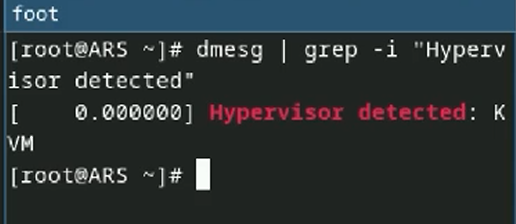 foot
[root@ARS ~]# dmesg | grep -i "Hyperv
isor detected"
[    0.000000] Hypervisor detected: K
VM
[root@ARS ~]#